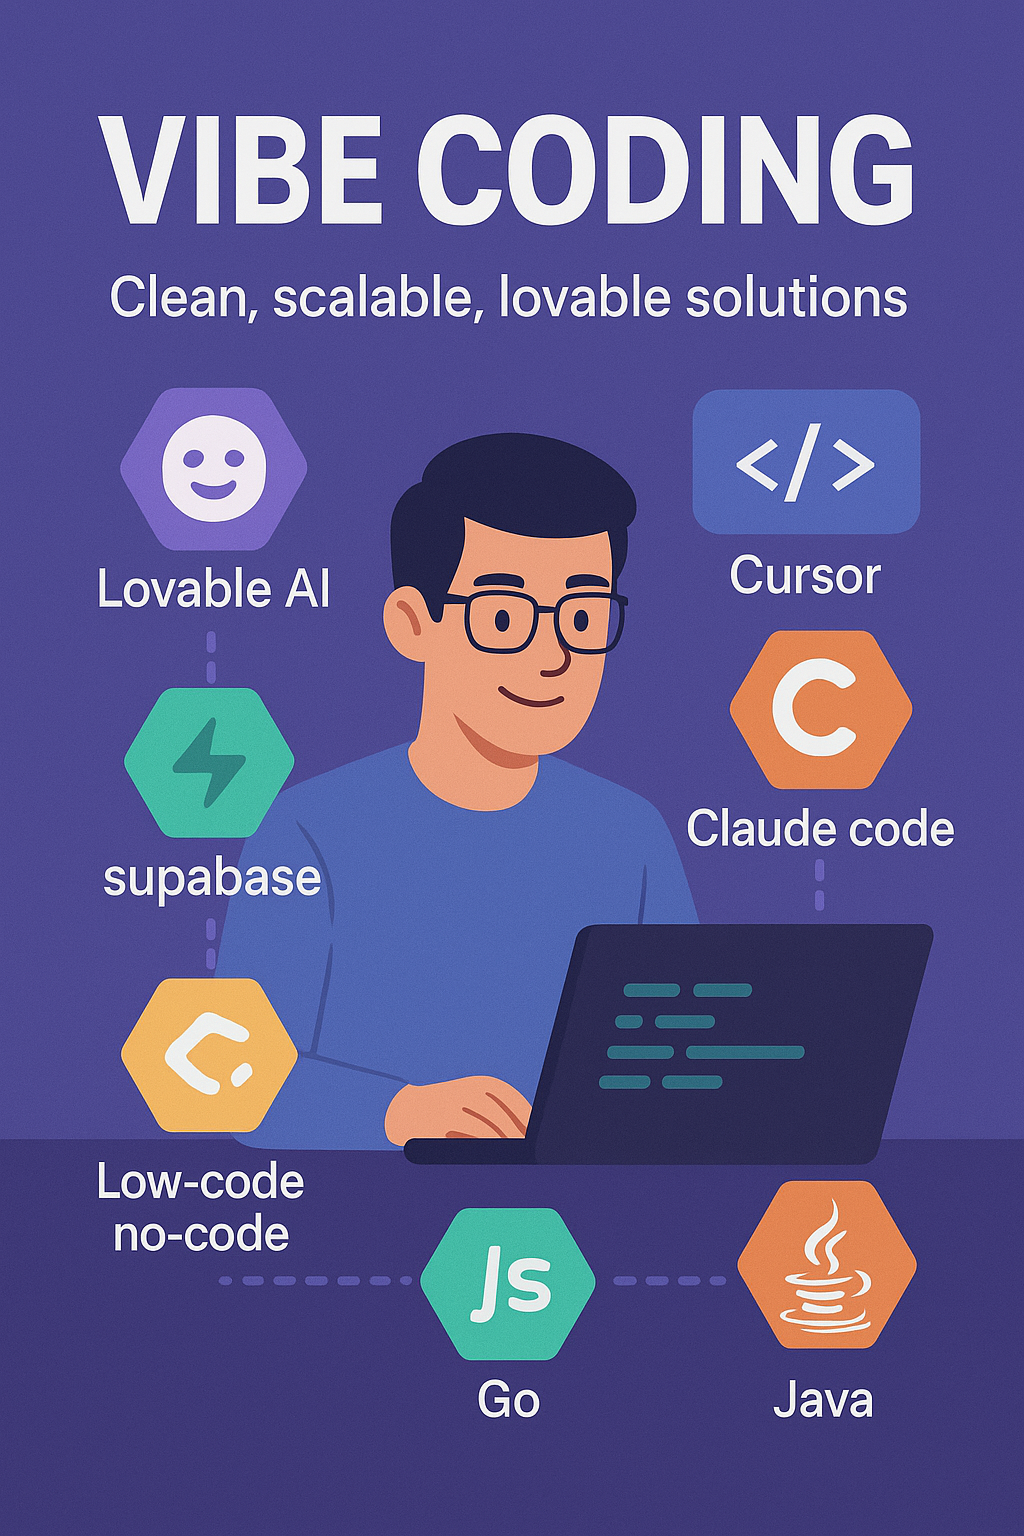 VIBE CODING
Clean, scalable, lovable solutions
</>
Lovable AI
Cursor
C
supabase
Claude code
Low-code
no-code
Js
Go
Java